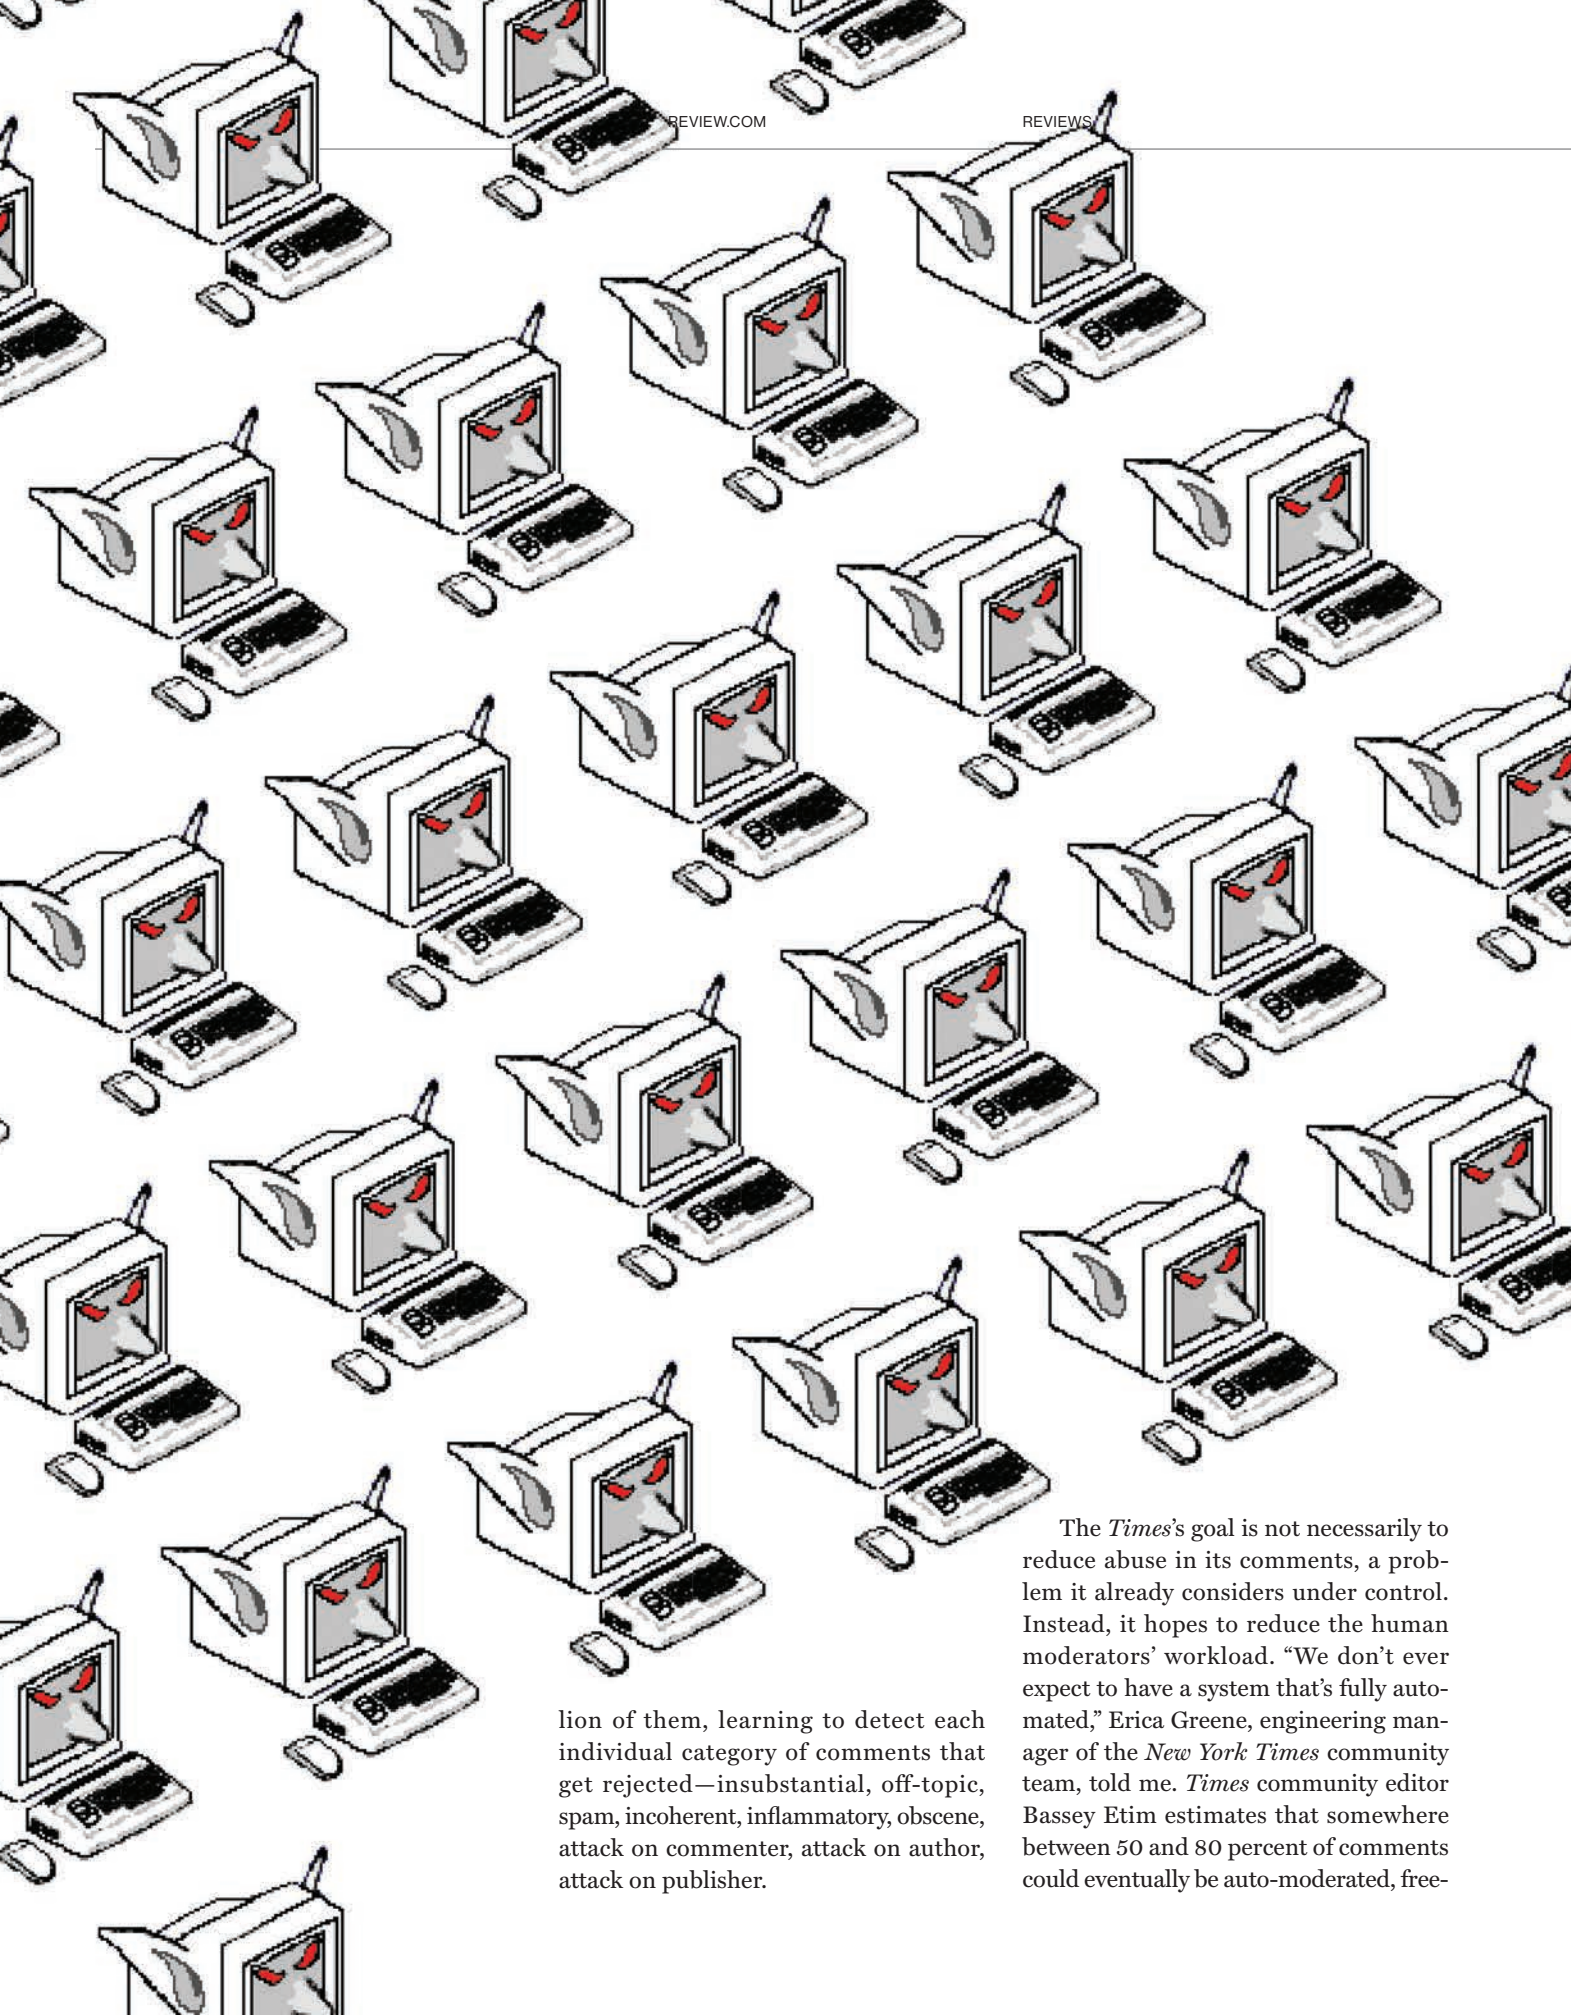 REVIEW.COM
REVIEWS
lion of them, learning to detect each
individual category of comments that
get rejected—insubstantial, off-topic,
spam, incoherent, inflammatory, obscene,
attack on commenter, attack on author,
attack on publisher.
The Times’s goal is not necessarily to
reduce abuse in its comments, a prob-
lem it already considers under control.
Instead, it hopes to reduce the human
moderators’ workload. “We don’t ever
expect to have a system that’s fully auto-
mated,” Erica Greene, engineering man-
ager of the New York Times community
team, told me. Times community editor
Bassey Etim estimates that somewhere
between 50 and 80 percent of comments
could eventually be auto-moderated, free-